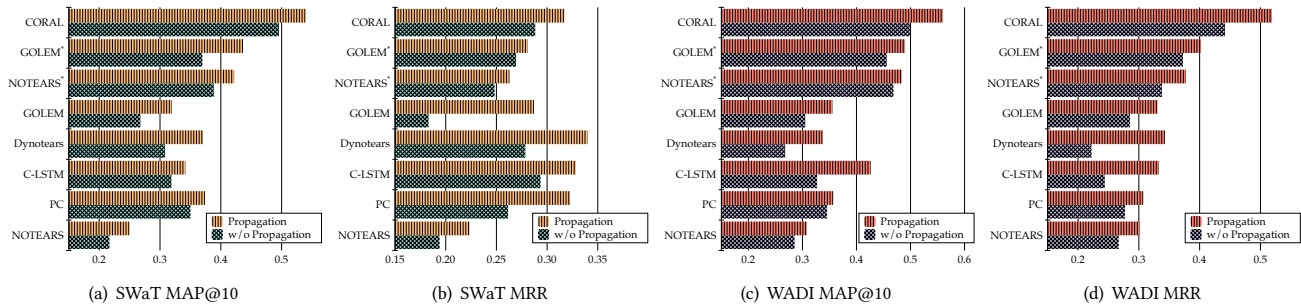 CORAL
GOLEM*
NOTEARS*
GOLEM
Dynotears
C-LSTM
PC
NOTEARS
Propagation
w/o Propagation
0.2 0.3 0.4 0.5
(a) SWaT MAP@10
CORAL
GOLEM*
NOTEARS*
GOLEM
Dynotears
C-LSTM
PC
NOTEARS
Propagation
w/o Propagation
0.15 0.20 0.25 0.30 0.35
(b) SWaT MRR
CORAL
GOLEM*
NOTEARS*
GOLEM
Dynotears
C-LSTM
PC
NOTEARS
Propagation
w/o Propagation
0.2 0.3 0.4 0.5 0.6
(c) WADI MAP@10
CORAL
GOLEM*
NOTEARS*
GOLEM
Dynotears
C-LSTM
PC
NOTEARS
Propagation
w/o Propagation
0.2 0.3 0.4 0.5
(d) WADI MRR